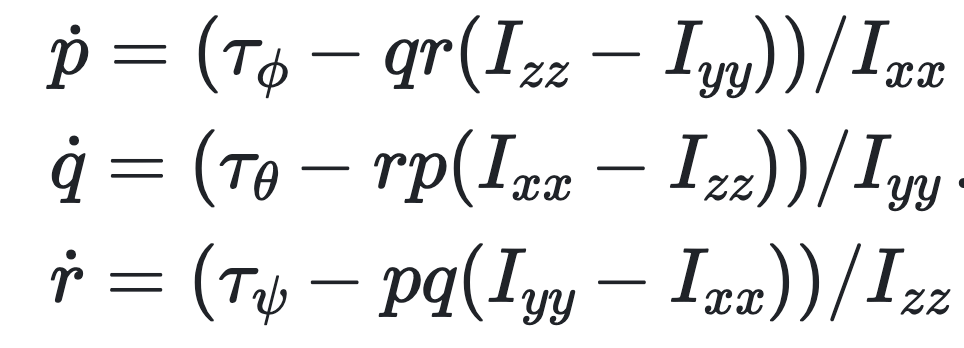 ṗ = (τ_ϕ − qr(I_zz − I_yy))/I_xx
q̇ = (τ_θ − rp(I_xx − I_zz))/I_yy .
ṙ = (τ_ψ − pq(I_yy − I_xx))/I_zz